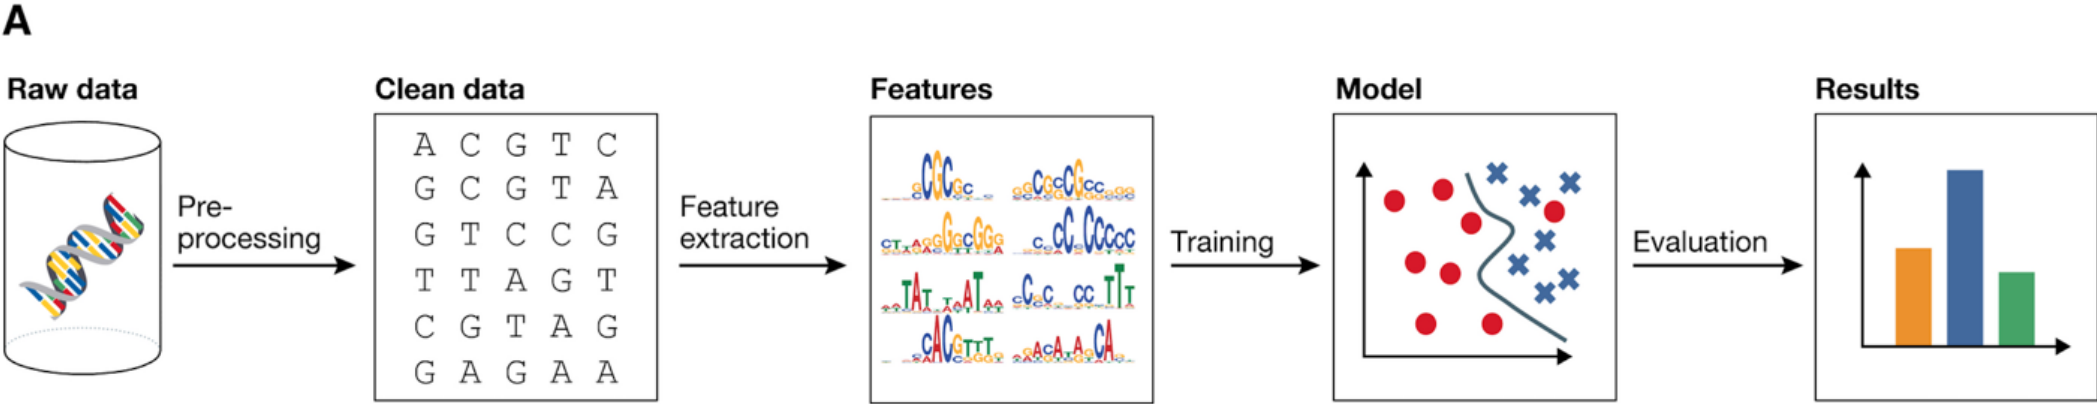 A
Raw data
Pre-
processing
Clean data
A C G T C
G C G T A
G T C C G
T T A G T
C G T A G
G A G A A
Feature
extraction
Features
Training
Model
Evaluation
Results